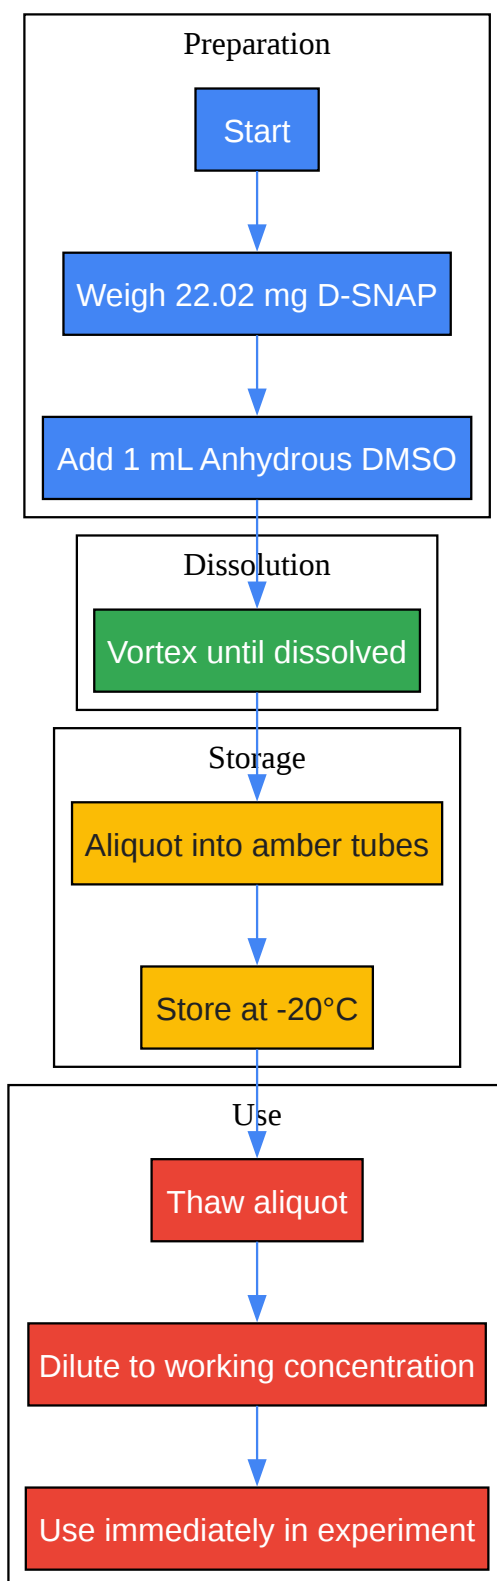 Preparation
Start
Weigh 22.02 mg D-SNAP
Add 1 mL Anhydrous DMSO
Dissolution
Vortex until dissolved
Storage
Aliquot into amber tubes
Store at -20°C
Use
Thaw aliquot
Dilute to working concentration
Use immediately in experiment